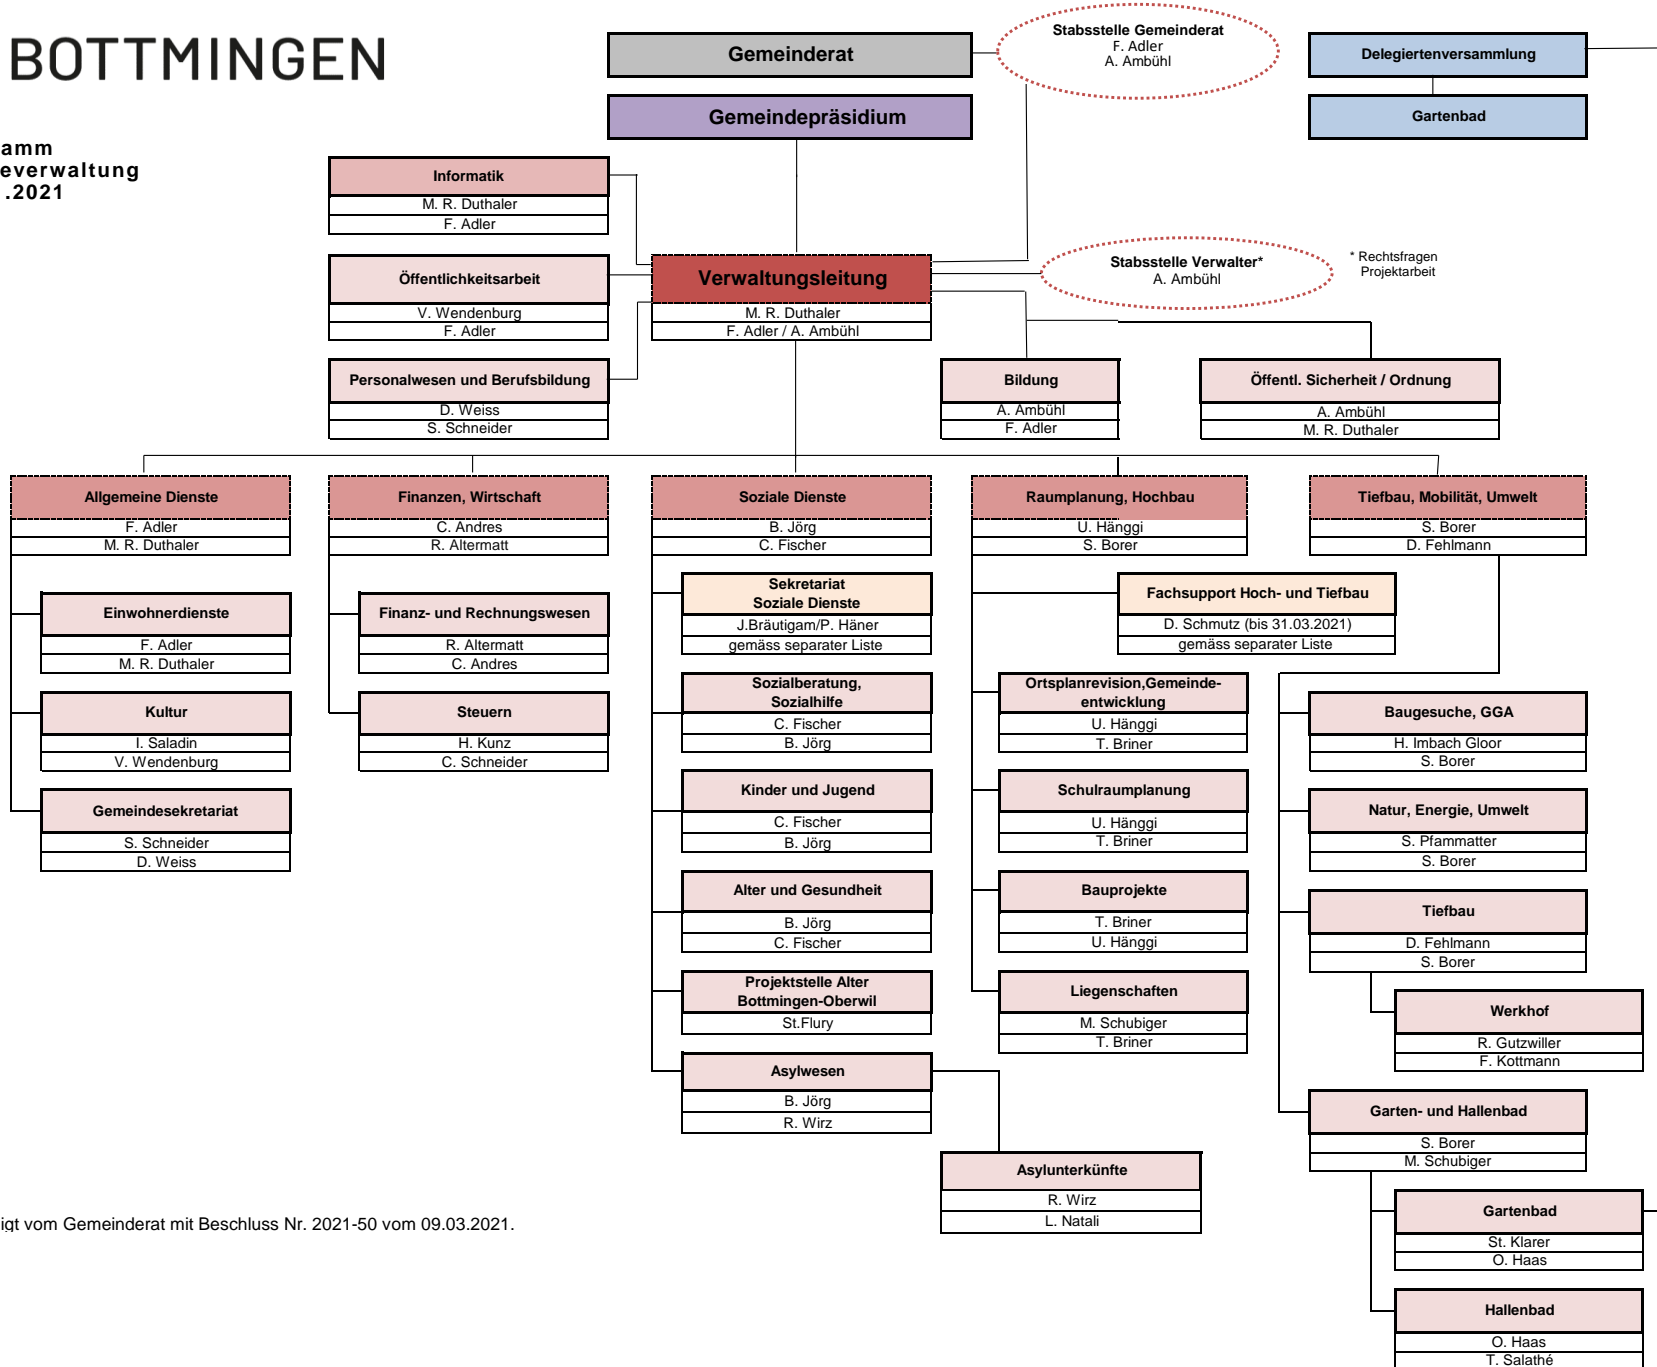 BOTTMINGEN
amm
everwaltung
.2021
Gemeinderat
Stabsstelle Gemeinderat
F. Adler
A. Ambühl
Delegiertenversammlung
Gemeindepräsidium
Gartenbad
Informatik
M. R. Duthaler
F. Adler
Öffentlichkeitsarbeit
V. Wendenburg
F. Adler
Verwaltungsleitung
M. R. Duthaler
F. Adler / A. Ambühl
Stabsstelle Verwalter*
A. Ambühl
* Rechtsfragen
Projektarbeit
Personalwesen und Berufsbildung
D. Weiss
S. Schneider
Bildung
A. Ambühl
F. Adler
Öffentl. Sicherheit / Ordnung
A. Ambühl
M. R. Duthaler
Allgemeine Dienste
F. Adler
M. R. Duthaler
Einwohnerdienste
F. Adler
M. R. Duthaler
Kultur
I. Saladin
V. Wendenburg
Gemeindesekretariat
S. Schneider
D. Weiss
Finanzen, Wirtschaft
C. Andres
R. Altermatt
Finanz- und Rechnungswesen
R. Altermatt
C. Andres
Steuern
H. Kunz
C. Schneider
Soziale Dienste
B. Jörg
C. Fischer
Sekretariat
Soziale Dienste
J.Bräutigam/P. Häner
gemäss separater Liste
Sozialberatung,
Sozialhilfe
C. Fischer
B. Jörg
Kinder und Jugend
C. Fischer
B. Jörg
Alter und Gesundheit
B. Jörg
C. Fischer
Projektstelle Alter
Bottmingen-Oberwil
St.Flury
Asylwesen
B. Jörg
R. Wirz
Asylunterkünfte
R. Wirz
L. Natali
Raumplanung, Hochbau
U. Hänggi
S. Borer
Fachsupport Hoch- und Tiefbau
D. Schmutz (bis 31.03.2021)
gemäss separater Liste
Ortsplanrevision,Gemeinde-
entwicklung
U. Hänggi
T. Briner
Schulraumplanung
U. Hänggi
T. Briner
Bauprojekte
T. Briner
U. Hänggi
Liegenschaften
M. Schubiger
T. Briner
Tiefbau, Mobilität, Umwelt
S. Borer
D. Fehlmann
Baugesuche, GGA
H. Imbach Gloor
S. Borer
Natur, Energie, Umwelt
S. Pfammatter
S. Borer
Tiefbau
D. Fehlmann
S. Borer
Werkhof
R. Gutzwiller
F. Kottmann
Garten- und Hallenbad
S. Borer
M. Schubiger
Gartenbad
St. Klarer
O. Haas
Hallenbad
O. Haas
T. Salathé
igt vom Gemeinderat mit Beschluss Nr. 2021-50 vom 09.03.2021.